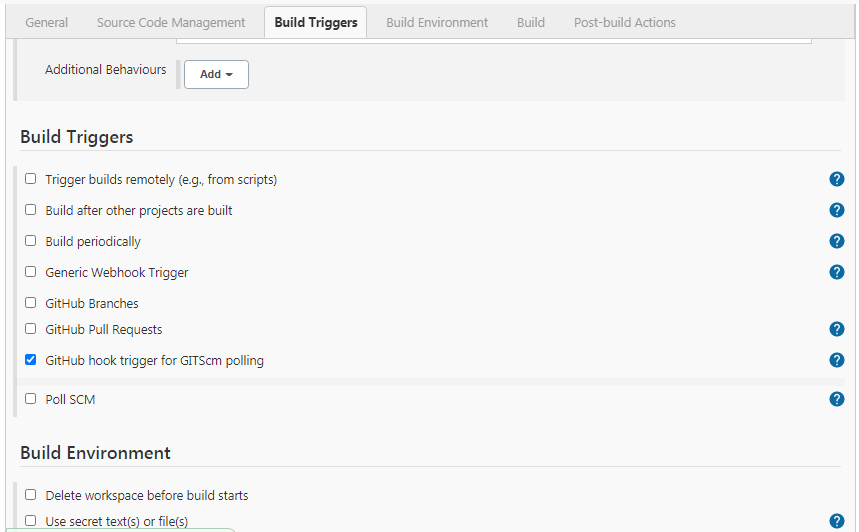 General Source Code Management Build Triggers Build Environment Build Post-build Actions
Additional Behaviours Add
Build Triggers
Trigger builds remotely (e.g., from scripts) ?
Build after other projects are built ?
Build periodically ?
Generic Webhook Trigger ?
GitHub Branches
GitHub Pull Requests ?
GitHub hook trigger for GITScm polling ?
Poll SCM ?
Build Environment
Delete workspace before build starts
Use secret text(s) or file(s) ?